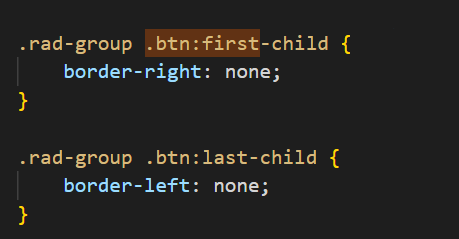 .rad-group .btn:first-child {
    border-right: none;
}

.rad-group .btn:last-child {
    border-left: none;
}